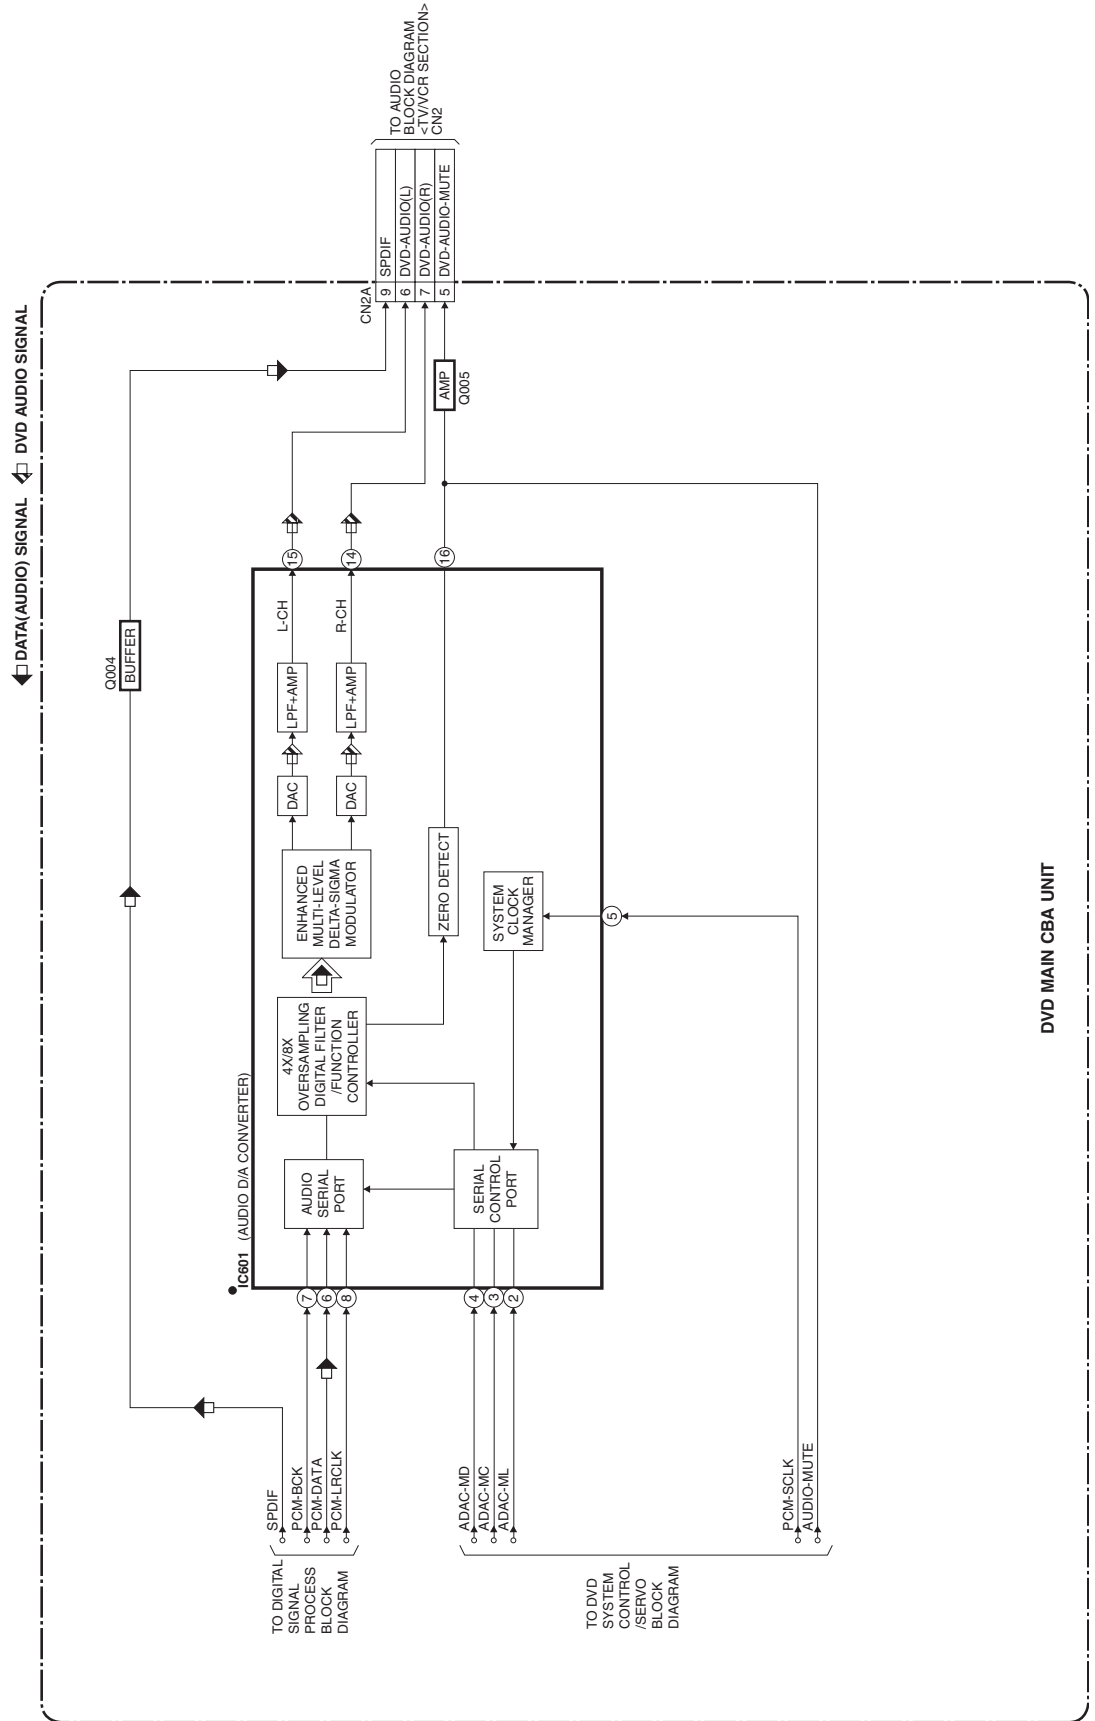 DATA(AUDIO) SIGNAL
DVD AUDIO SIGNAL
TO AUDIO
BLOCK DIAGRAM
<TV/VCR SECTION>
CN2
CN2A
9 SPDIF
6 DVD-AUDIO(L)
7 DVD-AUDIO(R)
5 DVD-AUDIO-MUTE
Q004
BUFFER
AMP
Q005
IC601 (AUDIO D/A CONVERTER)
SPDIF
PCM-BCK
PCM-DATA
PCM-LRCLK
TO DIGITAL
SIGNAL
PROCESS
BLOCK
DIAGRAM
7
6
8
AUDIO
SERIAL
PORT
4X/8X
OVERSAMPLING
DIGITAL FILTER
/FUNCTION
CONTROLLER
ENHANCED
MULTI-LEVEL
DELTA-SIGMA
MODULATOR
DAC
LPF+AMP
L-CH
15
DAC
LPF+AMP
R-CH
14
ZERO DETECT
16
ADAC-MD
ADAC-MC
ADAC-ML
4
3
2
SERIAL
CONTROL
PORT
SYSTEM
CLOCK
MANAGER
5
PCM-SCLK
AUDIO-MUTE
TO DVD
SYSTEM
CONTROL
/SERVO
BLOCK
DIAGRAM
DVD MAIN CBA UNIT